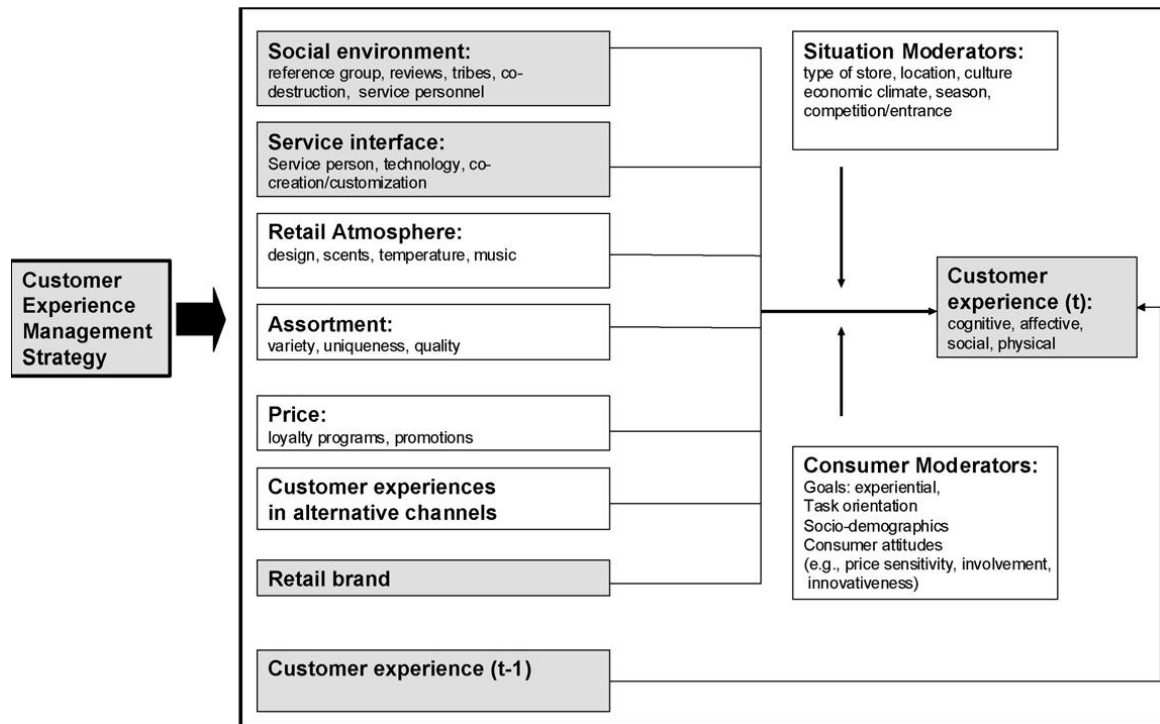 Social environment:
reference group, reviews, tribes, co-
destruction, service personnel
Service interface:
Service person, technology, co-
creation/customization
Retail Atmosphere:
design, scents, temperature, music
Assortment:
variety, uniqueness, quality
Price:
loyalty programs, promotions
Customer experiences
in alternative channels
Retail brand
Customer experience (t-1)
Customer
Experience
Management
Strategy
Situation Moderators:
type of store, location, culture
economic climate, season,
competition/entrance
Customer
experience (t):
cognitive, affective,
social, physical
Consumer Moderators:
Goals: experiential,
Task orientation
Socio-demographics
Consumer attitudes
(e.g., price sensitivity, involvement,
innovativeness)